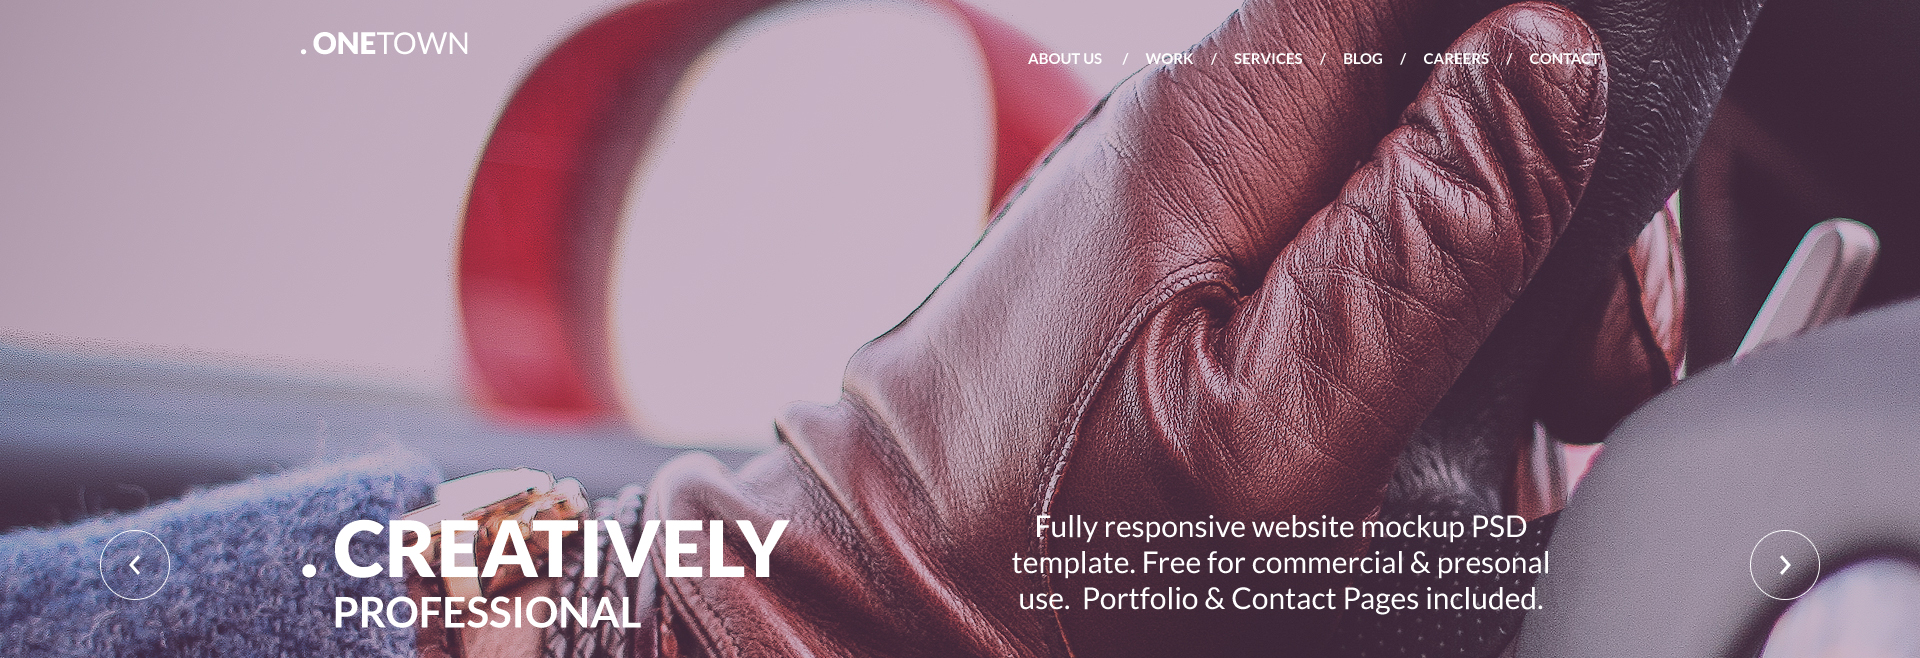 . ONETOWN
ABOUT US / WORK / SERVICES / BLOG / CAREERS / CONTACT
. CREATIVELY
PROFESSIONAL
Fully responsive website mockup PSD
template. Free for commercial & presonal
use. Portfolio & Contact Pages included.